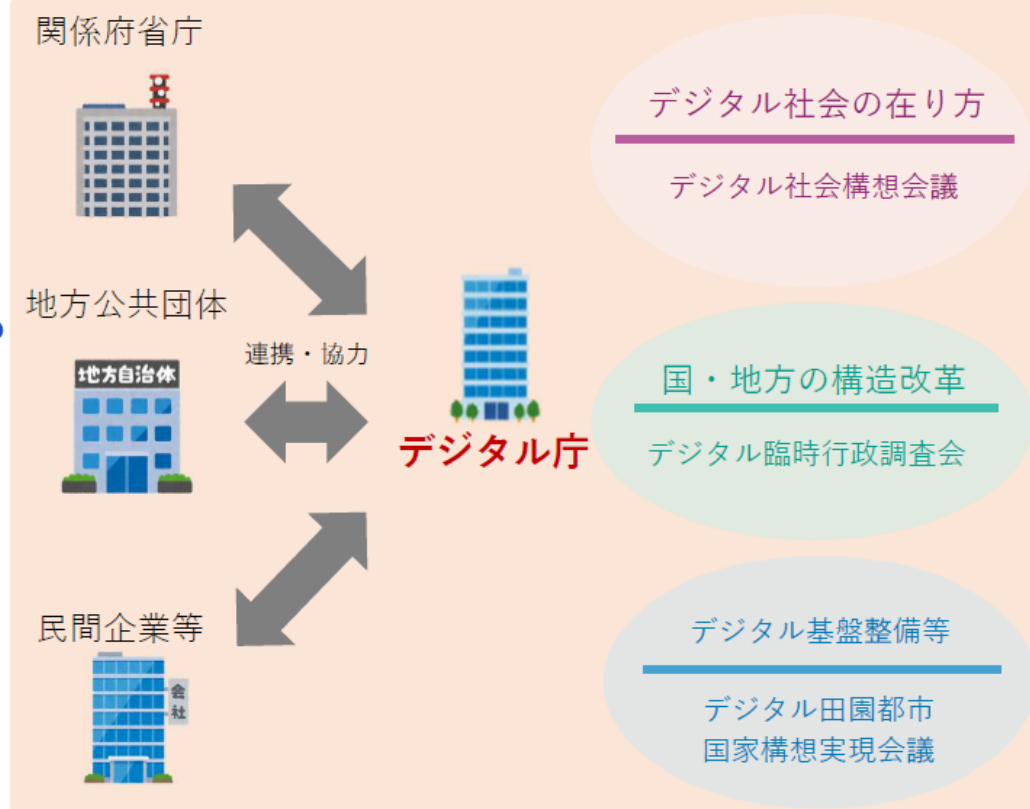 関係府省庁
地方公共団体
地方自治体
連携・協力
デジタル庁
民間企業等
会社
デジタル社会の在り方
デジタル社会構想会議
国・地方の構造改革
デジタル臨時行政調査会
デジタル基盤整備等
デジタル田園都市
国家構想実現会議